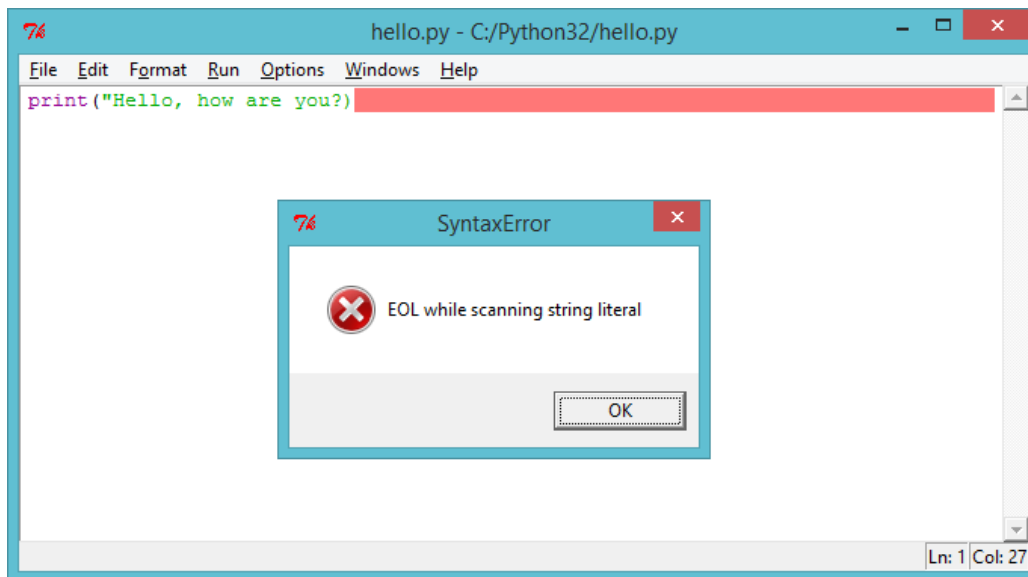 hello.py - C:/Python32/hello.py
File Edit Format Run Options Windows Help
print("Hello, how are you?)
SyntaxError
EOL while scanning string literal
OK
Ln: 1 Col: 27